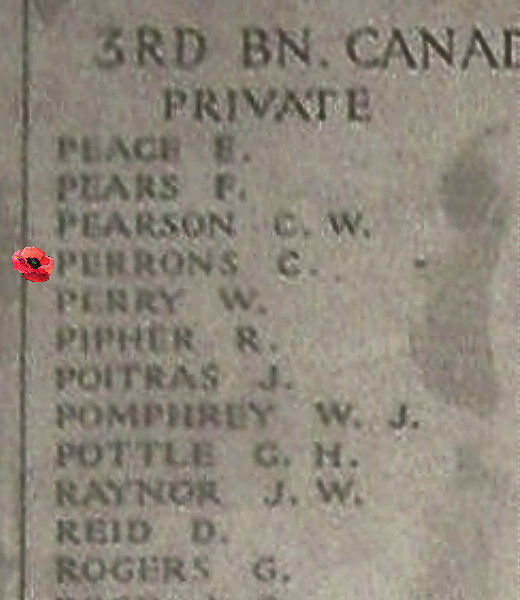 3RD BN. CANAD
PRIVATE
PEACE E.
PEARS F.
PEARSON C. W.
PERRONS C.
PERRY W.
PIPHER R.
POITRAS J.
POMPHREY W. J.
POTTLE G. H.
RAYNOR J. W.
REID D.
ROGERS G.